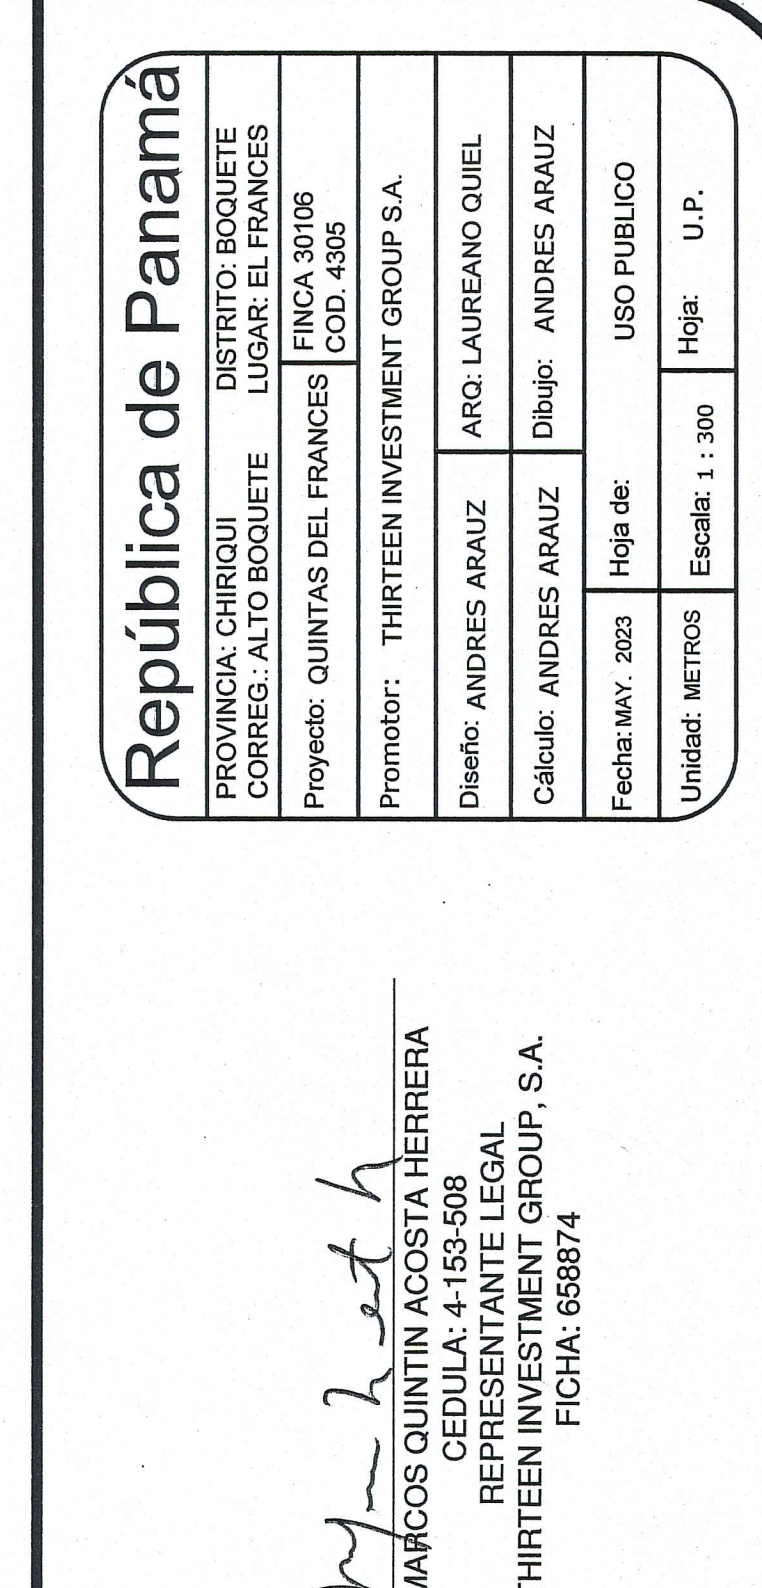 República de Panamá
PROVINCIA: CHIRIQUI DISTRITO: BOQUETE
CORREG.: ALTO BOQUETE LUGAR: EL FRANCES
Proyecto: QUINTAS DEL FRANCES
FINCA 30106
COD. 4305
Promotor: THIRTEEN INVESTMENT GROUP S.A.
Diseño: ANDRES ARAUZ ARQ: LAUREANO QUIEL
Cálculo: ANDRES ARAUZ Dibujo: ANDRES ARAUZ
Fecha: MAY. 2023 Hoja de: USO PUBLICO
Unidad: METROS Escala: 1 : 300 Hoja: U.P.
MARCOS QUINTIN ACOSTA HERRERA
CEDULA: 4-153-508
REPRESENTANTE LEGAL
THIRTEEN INVESTMENT GROUP, S.A.
FICHA: 658874